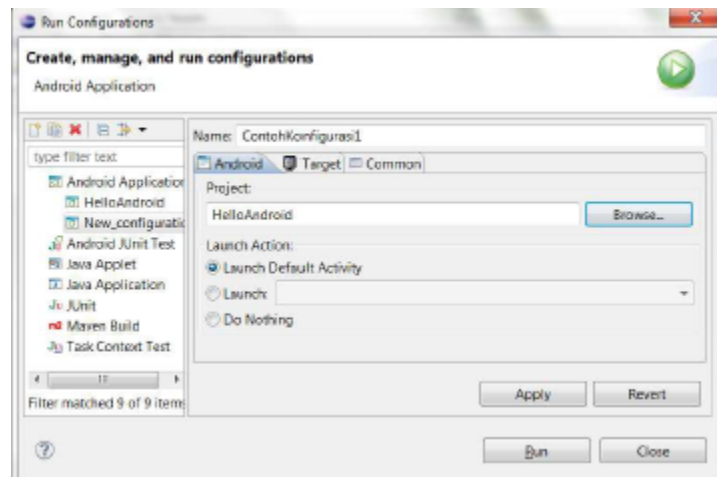 Run Configurations
Create, manage, and run configurations
Android Application
Name: ContohKonfigurasi1
type filter text
Android Application
HelloAndroid
New_configuratic
Android JUnit Test
Java Applet
Java Application
JUnit
Maven Build
Task Context Test
Filter matched 9 of 9 items
Android
Target
Common
Project:
HelloAndroid
Browse...
Launch Action:
Launch Default Activity
Launch:
Do Nothing
Apply
Revert
Run
Close